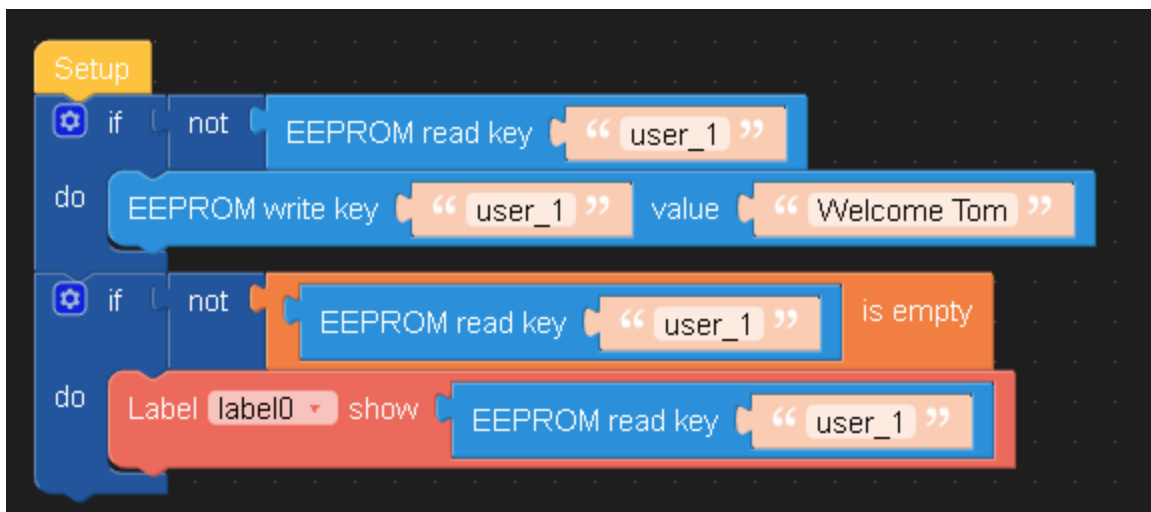 Setup
if not EEPROM read key “ user_1 ”
do EEPROM write key “ user_1 ” value “ Welcome Tom ”
if not EEPROM read key “ user_1 ” is empty
do Label label0 show EEPROM read key “ user_1 ”